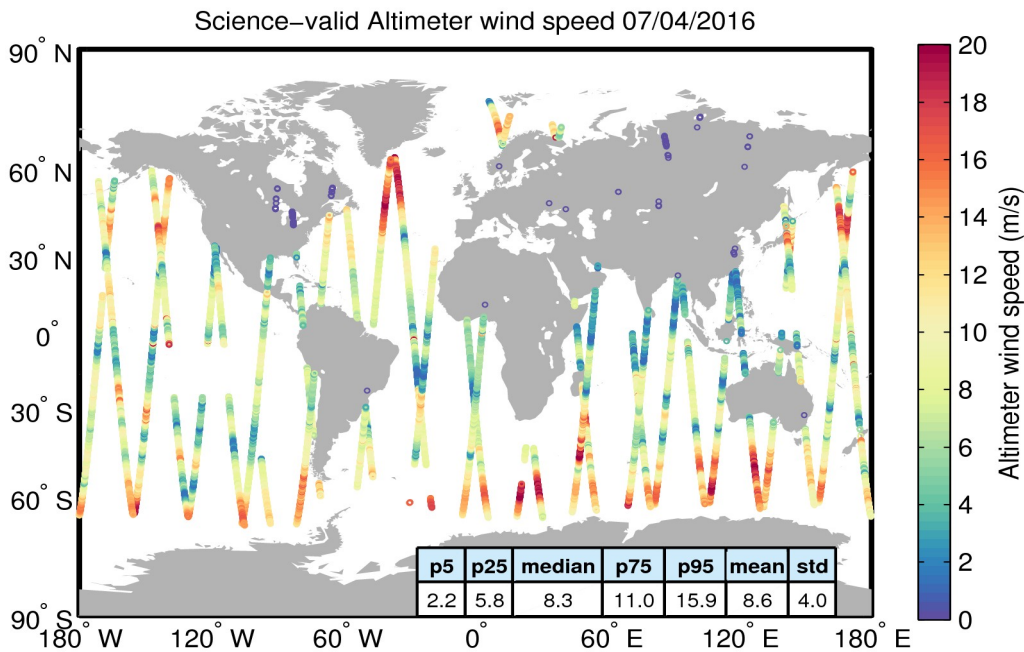 Science−valid Altimeter wind speed 07/04/2016
90° N
60° N
30° N
0°
30° S
60° S
90° S
180° W
120° W
60° W
0°
60° E
120° E
180° E
p5 p25 median p75 p95 mean std
2.2 5.8 8.3 11.0 15.9 8.6 4.0
20
18
16
14
12
10
8
6
4
2
0
Altimeter wind speed (m/s)